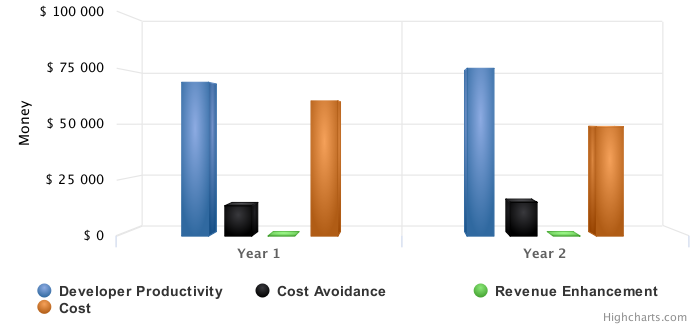 $ 100 000
$ 75 000
$ 50 000
$ 25 000
$ 0
Money
Year 1
Year 2
Developer Productivity
Cost Avoidance
Revenue Enhancement
Cost
Highcharts.com